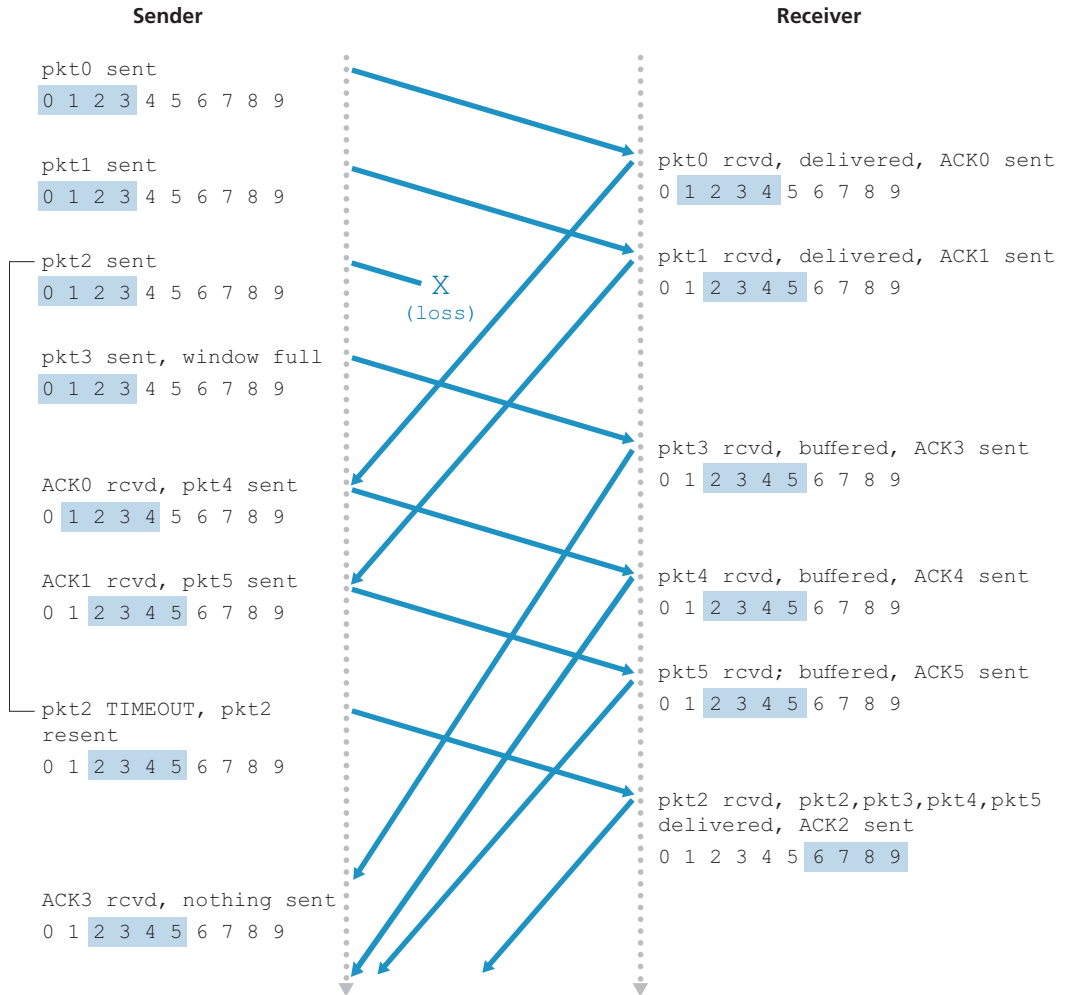 Sender
Receiver
pkt0 sent
0 1 2 3 4 5 6 7 8 9
pkt0 rcvd, delivered, ACK0 sent
0 1 2 3 4 5 6 7 8 9
pkt1 sent
0 1 2 3 4 5 6 7 8 9
pkt1 rcvd, delivered, ACK1 sent
0 1 2 3 4 5 6 7 8 9
pkt2 sent
0 1 2 3 4 5 6 7 8 9
X
(loss)
pkt3 sent, window full
0 1 2 3 4 5 6 7 8 9
pkt3 rcvd, buffered, ACK3 sent
0 1 2 3 4 5 6 7 8 9
ACK0 rcvd, pkt4 sent
0 1 2 3 4 5 6 7 8 9
pkt4 rcvd, buffered, ACK4 sent
0 1 2 3 4 5 6 7 8 9
ACK1 rcvd, pkt5 sent
0 1 2 3 4 5 6 7 8 9
pkt5 rcvd; buffered, ACK5 sent
0 1 2 3 4 5 6 7 8 9
pkt2 TIMEOUT, pkt2
resent
0 1 2 3 4 5 6 7 8 9
pkt2 rcvd, pkt2,pkt3,pkt4,pkt5
delivered, ACK2 sent
0 1 2 3 4 5 6 7 8 9
ACK3 rcvd, nothing sent
0 1 2 3 4 5 6 7 8 9